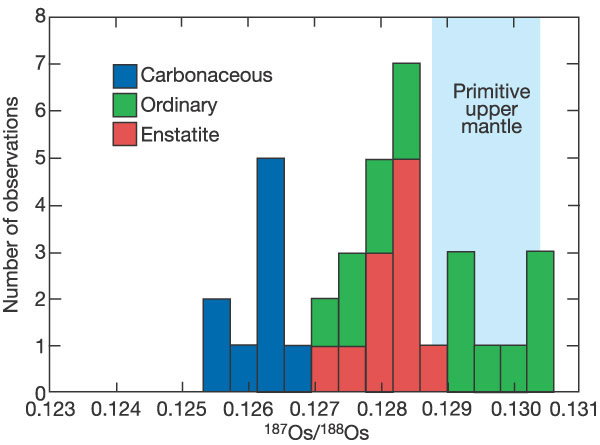 8
7
6
5
4
3
2
1
0
Number of observations
Carbonaceous
Ordinary
Enstatite
Primitive
upper
mantle
0.123 0.124 0.125 0.126 0.127 0.128 0.129 0.130 0.131
¹⁸⁷Os/¹⁸⁸Os